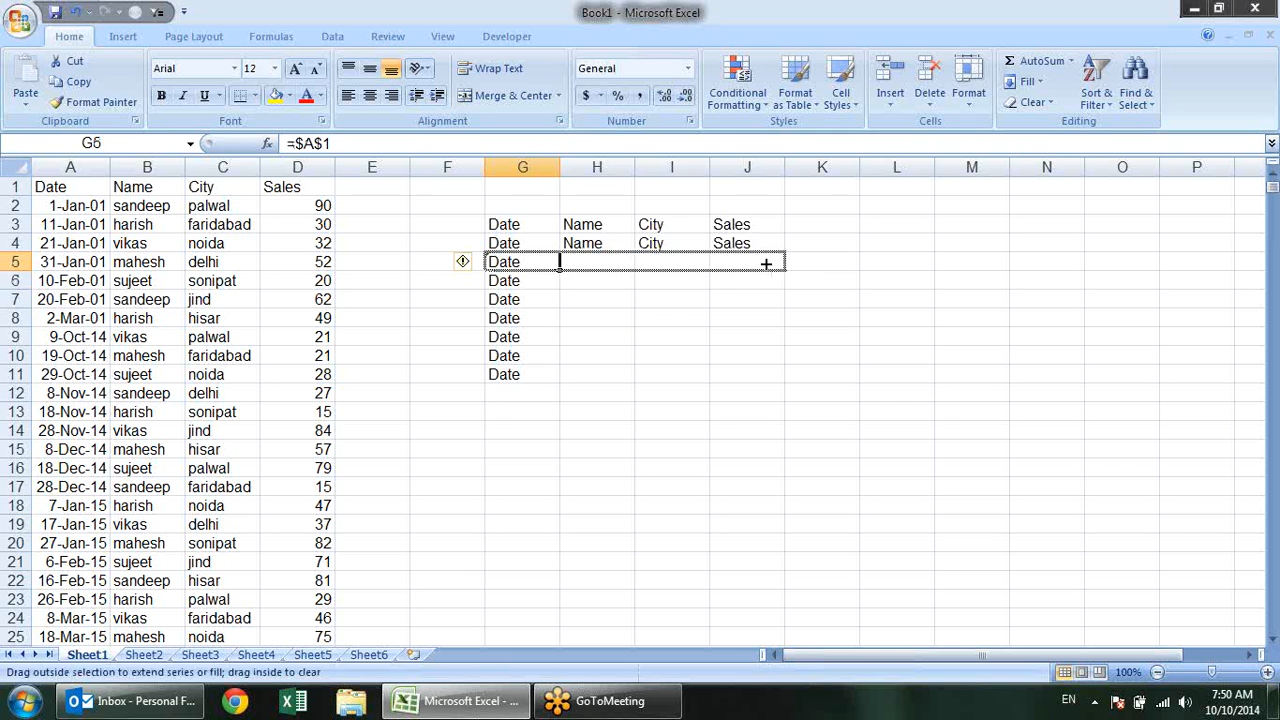 Book1 - Microsoft Excel
Home Insert Page Layout Formulas Data Review View Developer
Paste Cut Copy Format Painter Clipboard
Arial 12 A A B I U A Font
Wrap Text Merge & Center Alignment
General $ % , Number
Conditional Formatting Format as Table Cell Styles Styles
Insert Delete Format Cells
Σ AutoSum Fill Clear Sort & Filter Find & Select Editing
G6 fx =$A$1
A B C D E F G H I J K L M N O P
1 Date Name City Sales
2 1-Jan-01 sandeep palwal 90
3 11-Jan-01 harish faridabad 30 Date Name City Sales
4 21-Jan-01 vikas noida 32 Date Name City Sales
5 31-Jan-01 mahesh delhi 52 Date
6 10-Feb-01 sujeet sonipat 20 Date
7 20-Feb-01 sandeep jind 62 Date
8 2-Mar-01 harish hisar 49 Date
9 9-Oct-14 vikas palwal 21 Date
10 19-Oct-14 mahesh faridabad 21 Date
11 29-Oct-14 sujeet noida 28 Date
12 8-Nov-14 sandeep delhi 27
13 18-Nov-14 harish sonipat 15
14 28-Nov-14 vikas jind 84
15 8-Dec-14 mahesh hisar 57
16 18-Dec-14 sujeet palwal 79
17 28-Dec-14 sandeep faridabad 15
18 7-Jan-15 harish noida 47
19 17-Jan-15 vikas delhi 37
20 27-Jan-15 mahesh sonipat 82
21 6-Feb-15 sujeet jind 71
22 16-Feb-15 sandeep hisar 81
23 26-Feb-15 harish palwal 29
24 8-Mar-15 vikas faridabad 46
25 18-Mar-15 mahesh noida 75
Sheet1 Sheet2 Sheet3 Sheet4 Sheet5 Sheet6
Drag outside selection to extend series or fill; drag inside to clear 100%
Inbox - Personal F... Microsoft Excel - ... GoToMeeting EN 7:50 AM
10/10/2014